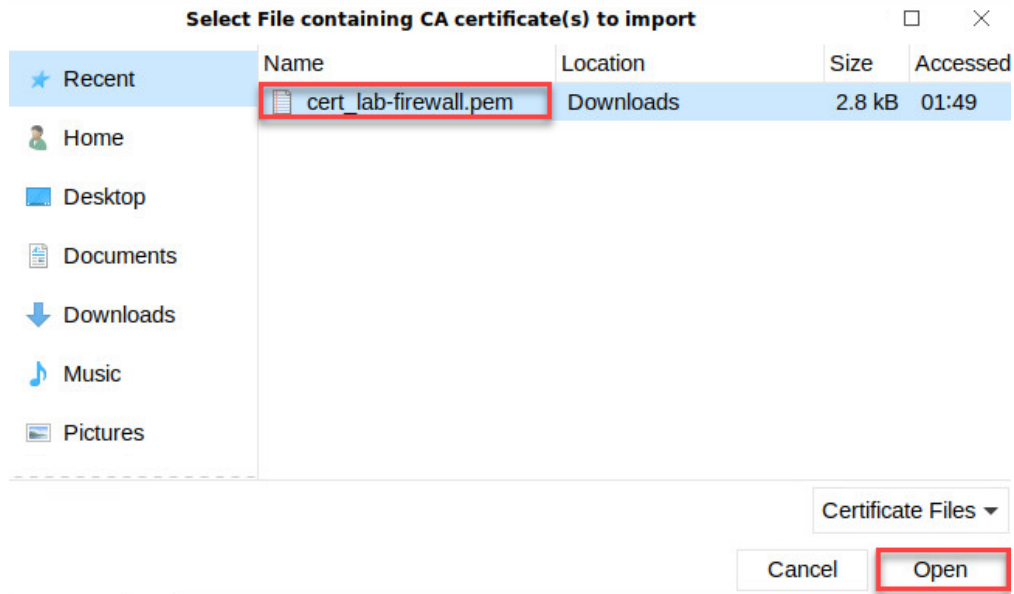 Select File containing CA certificate(s) to import
Name Location Size Accessed
Recent
cert_lab-firewall.pem Downloads 2.8 kB 01:49
Home
Desktop
Documents
Downloads
Music
Pictures
Certificate Files
Cancel Open